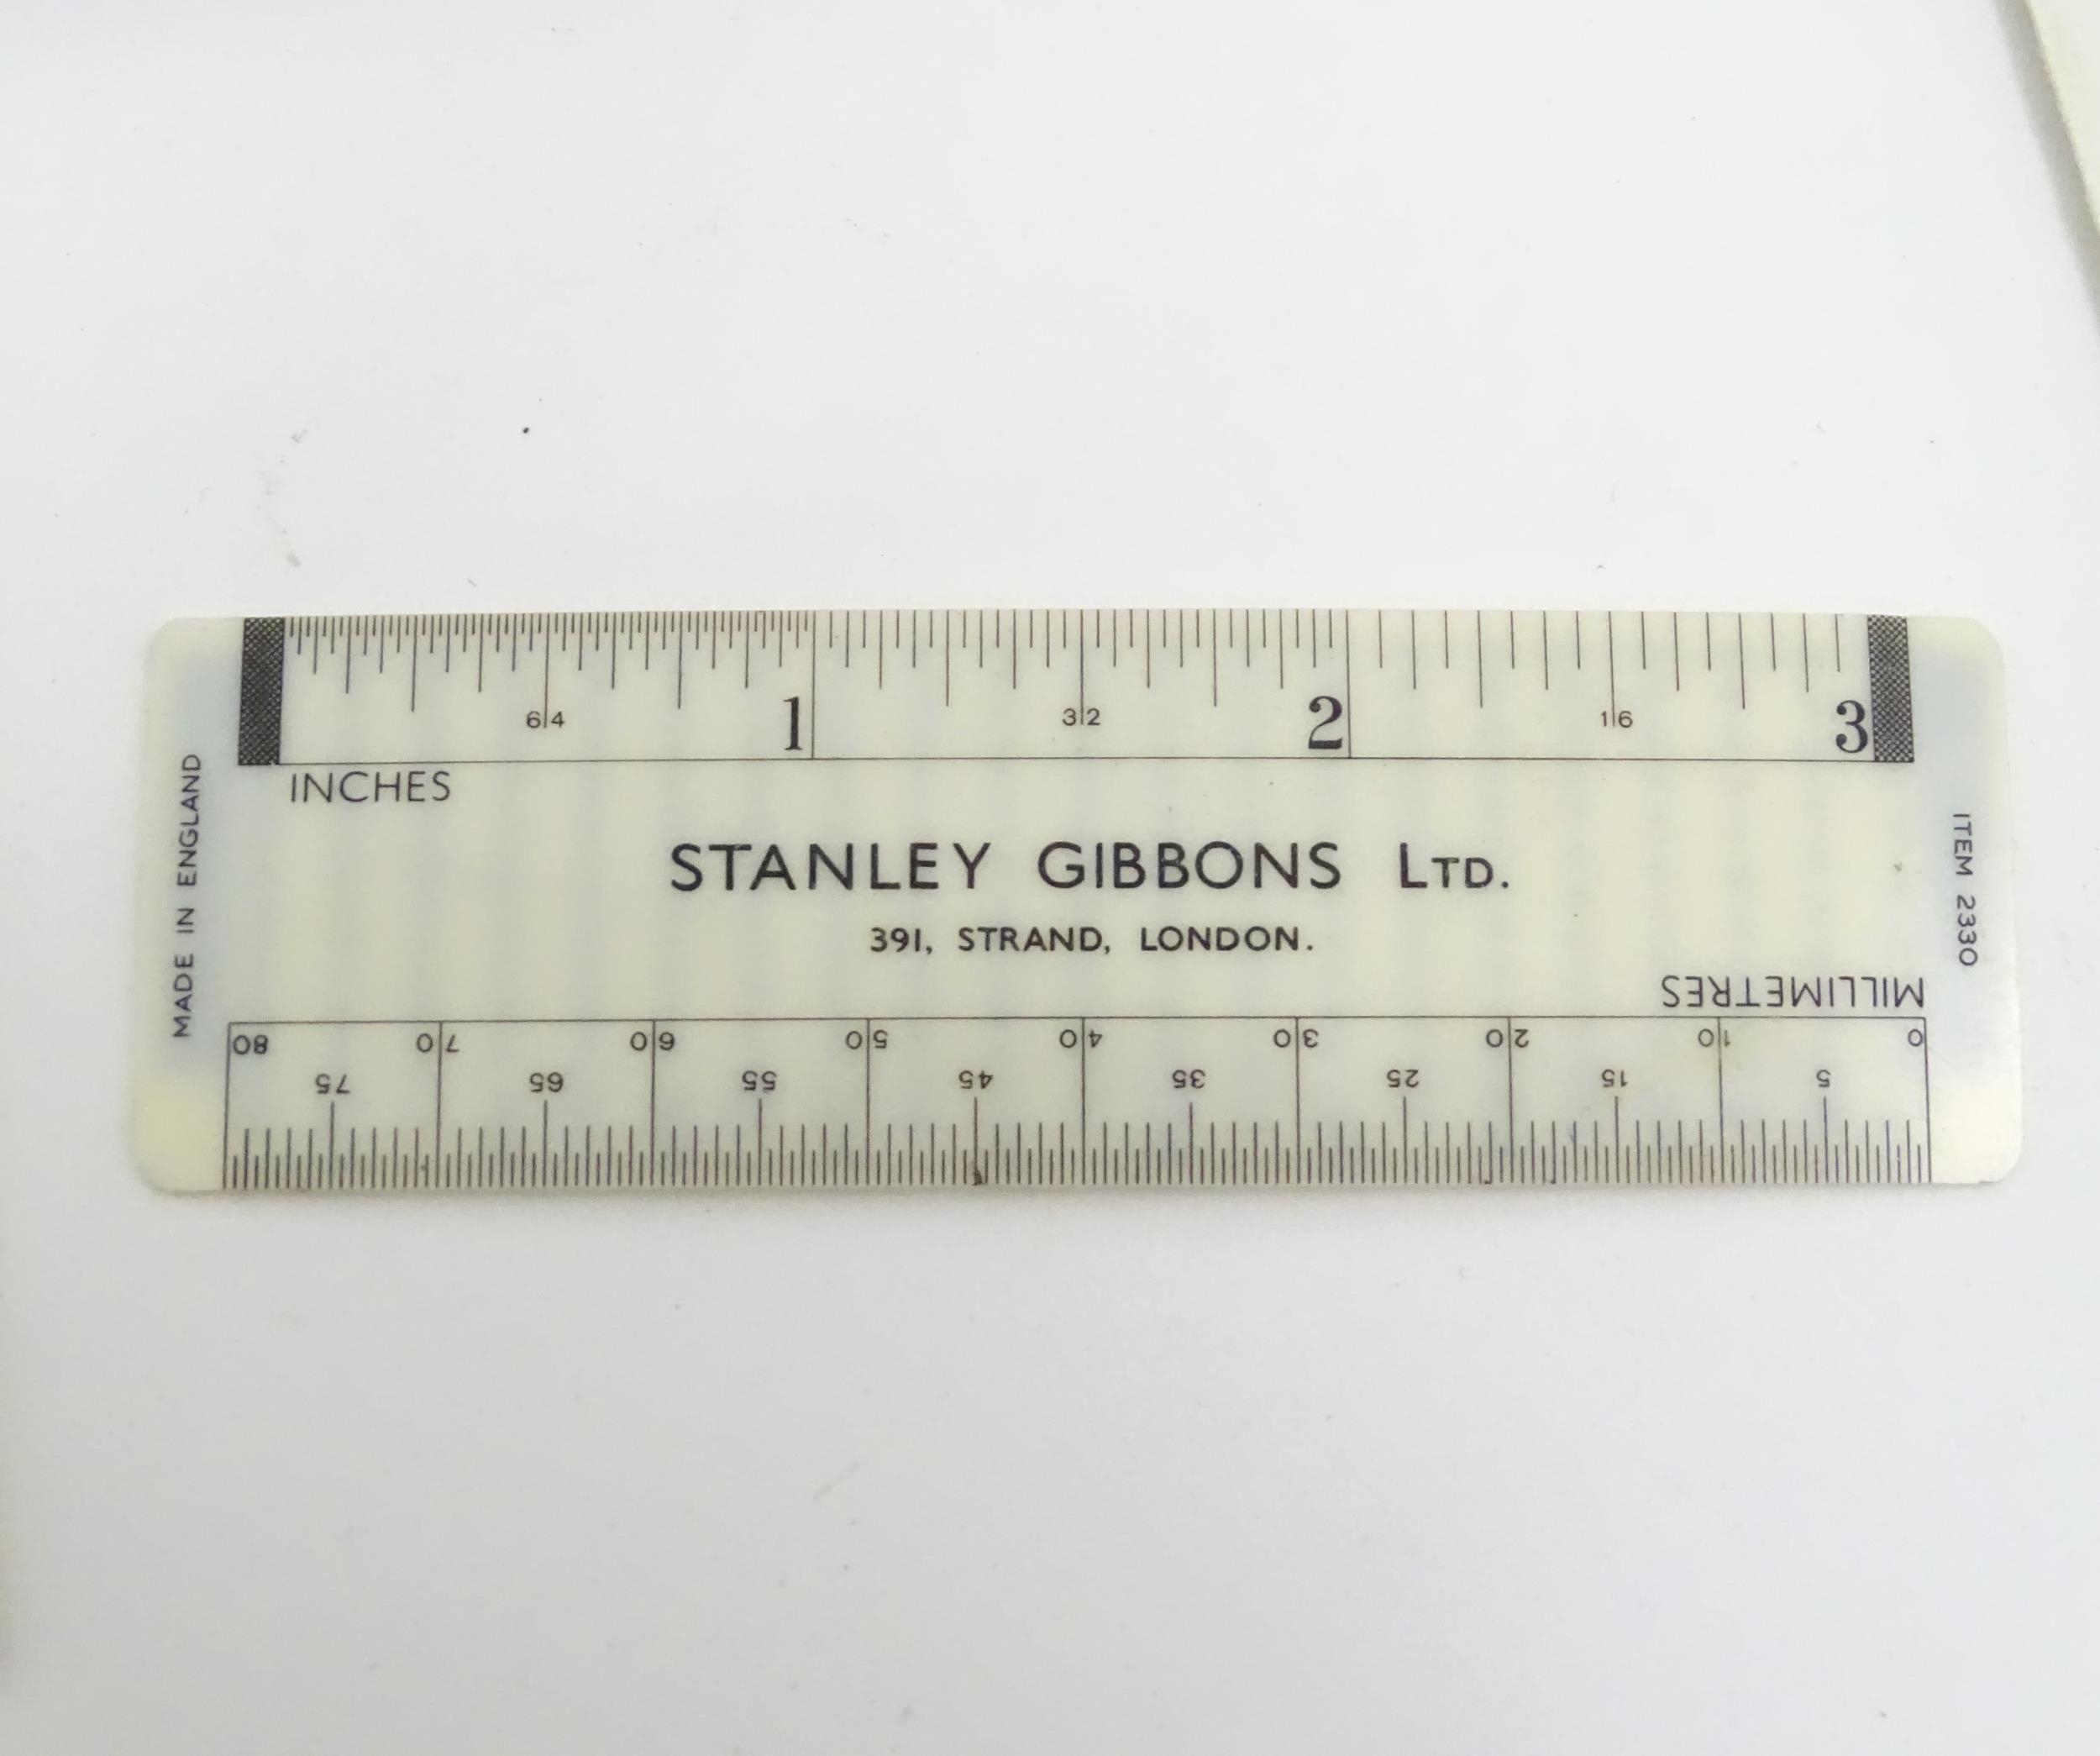 64 1 32 2 16 3
INCHES
STANLEY GIBBONS LTD.
391, STRAND, LONDON.
MADE IN ENGLAND
ITEM 2330
MILLIMETRES
0 10 20 30 40 50 60 70 80
5 15 25 35 45 55 65 75